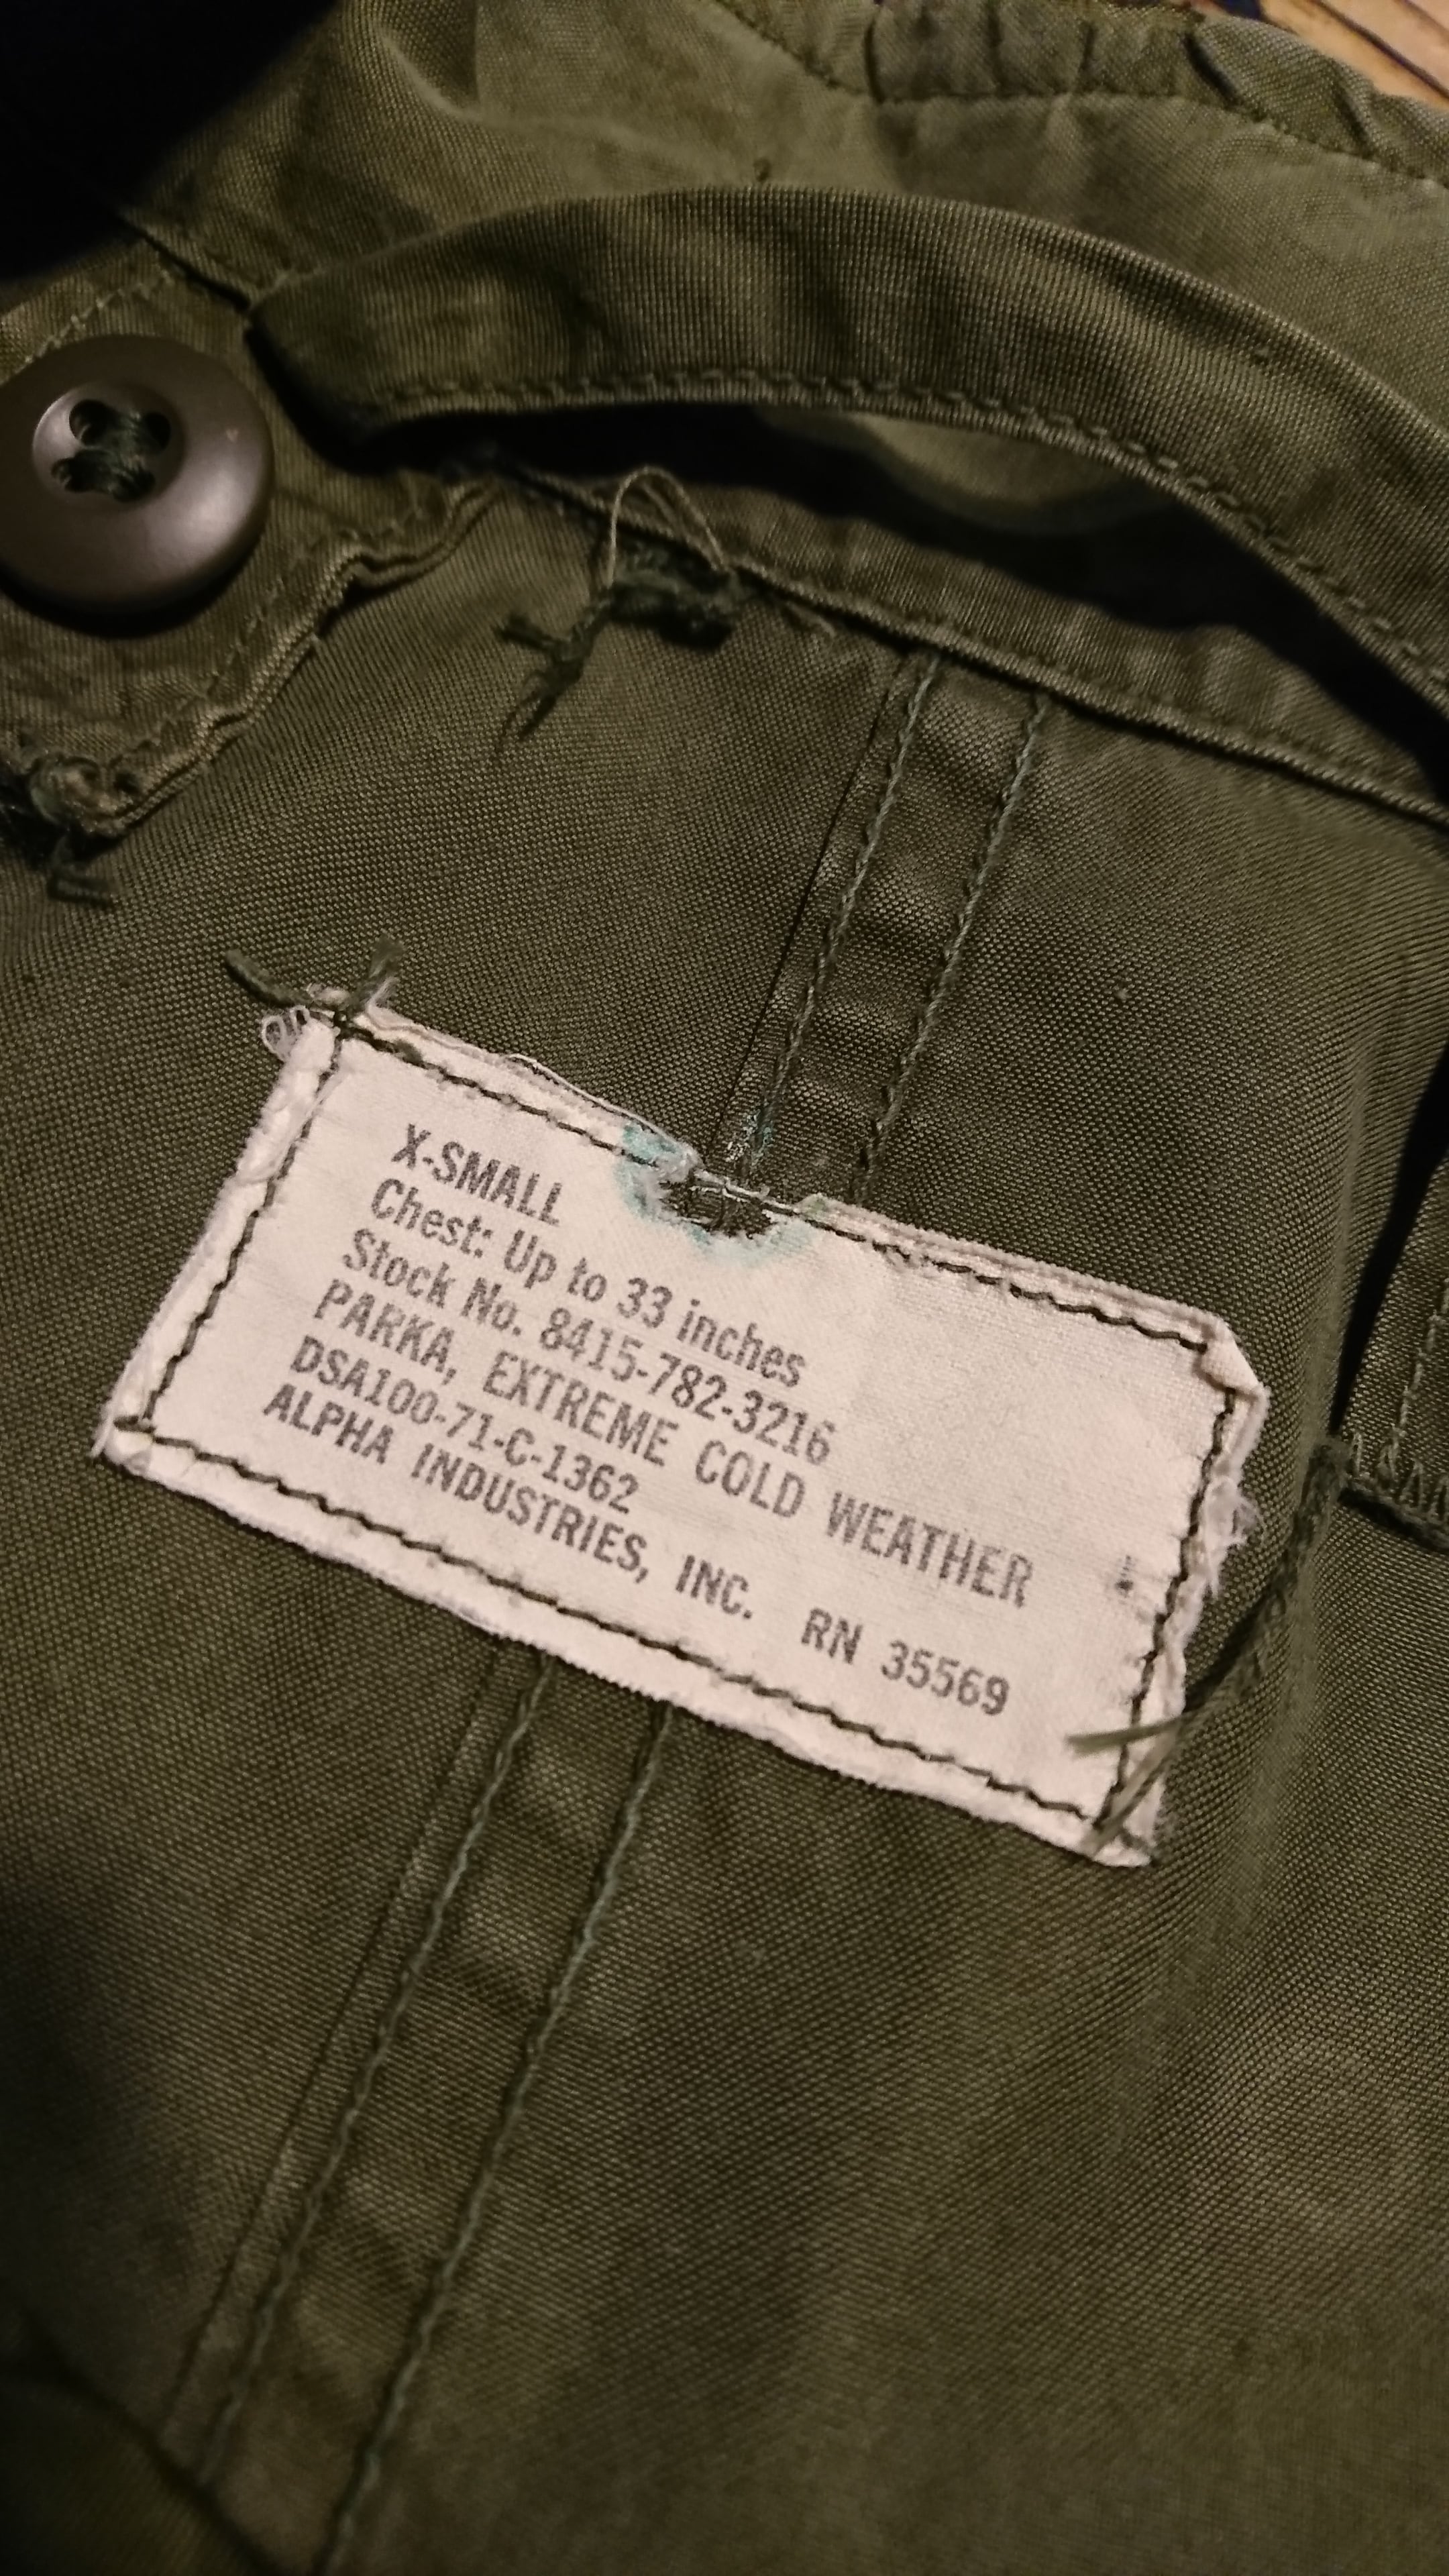 X-SMALL
Chest: Up to 33 inches
Stock No. 8415-782-3216
PARKA, EXTREME COLD WEATHER
DSA100-71-C-1362
ALPHA INDUSTRIES, INC. RN 35569